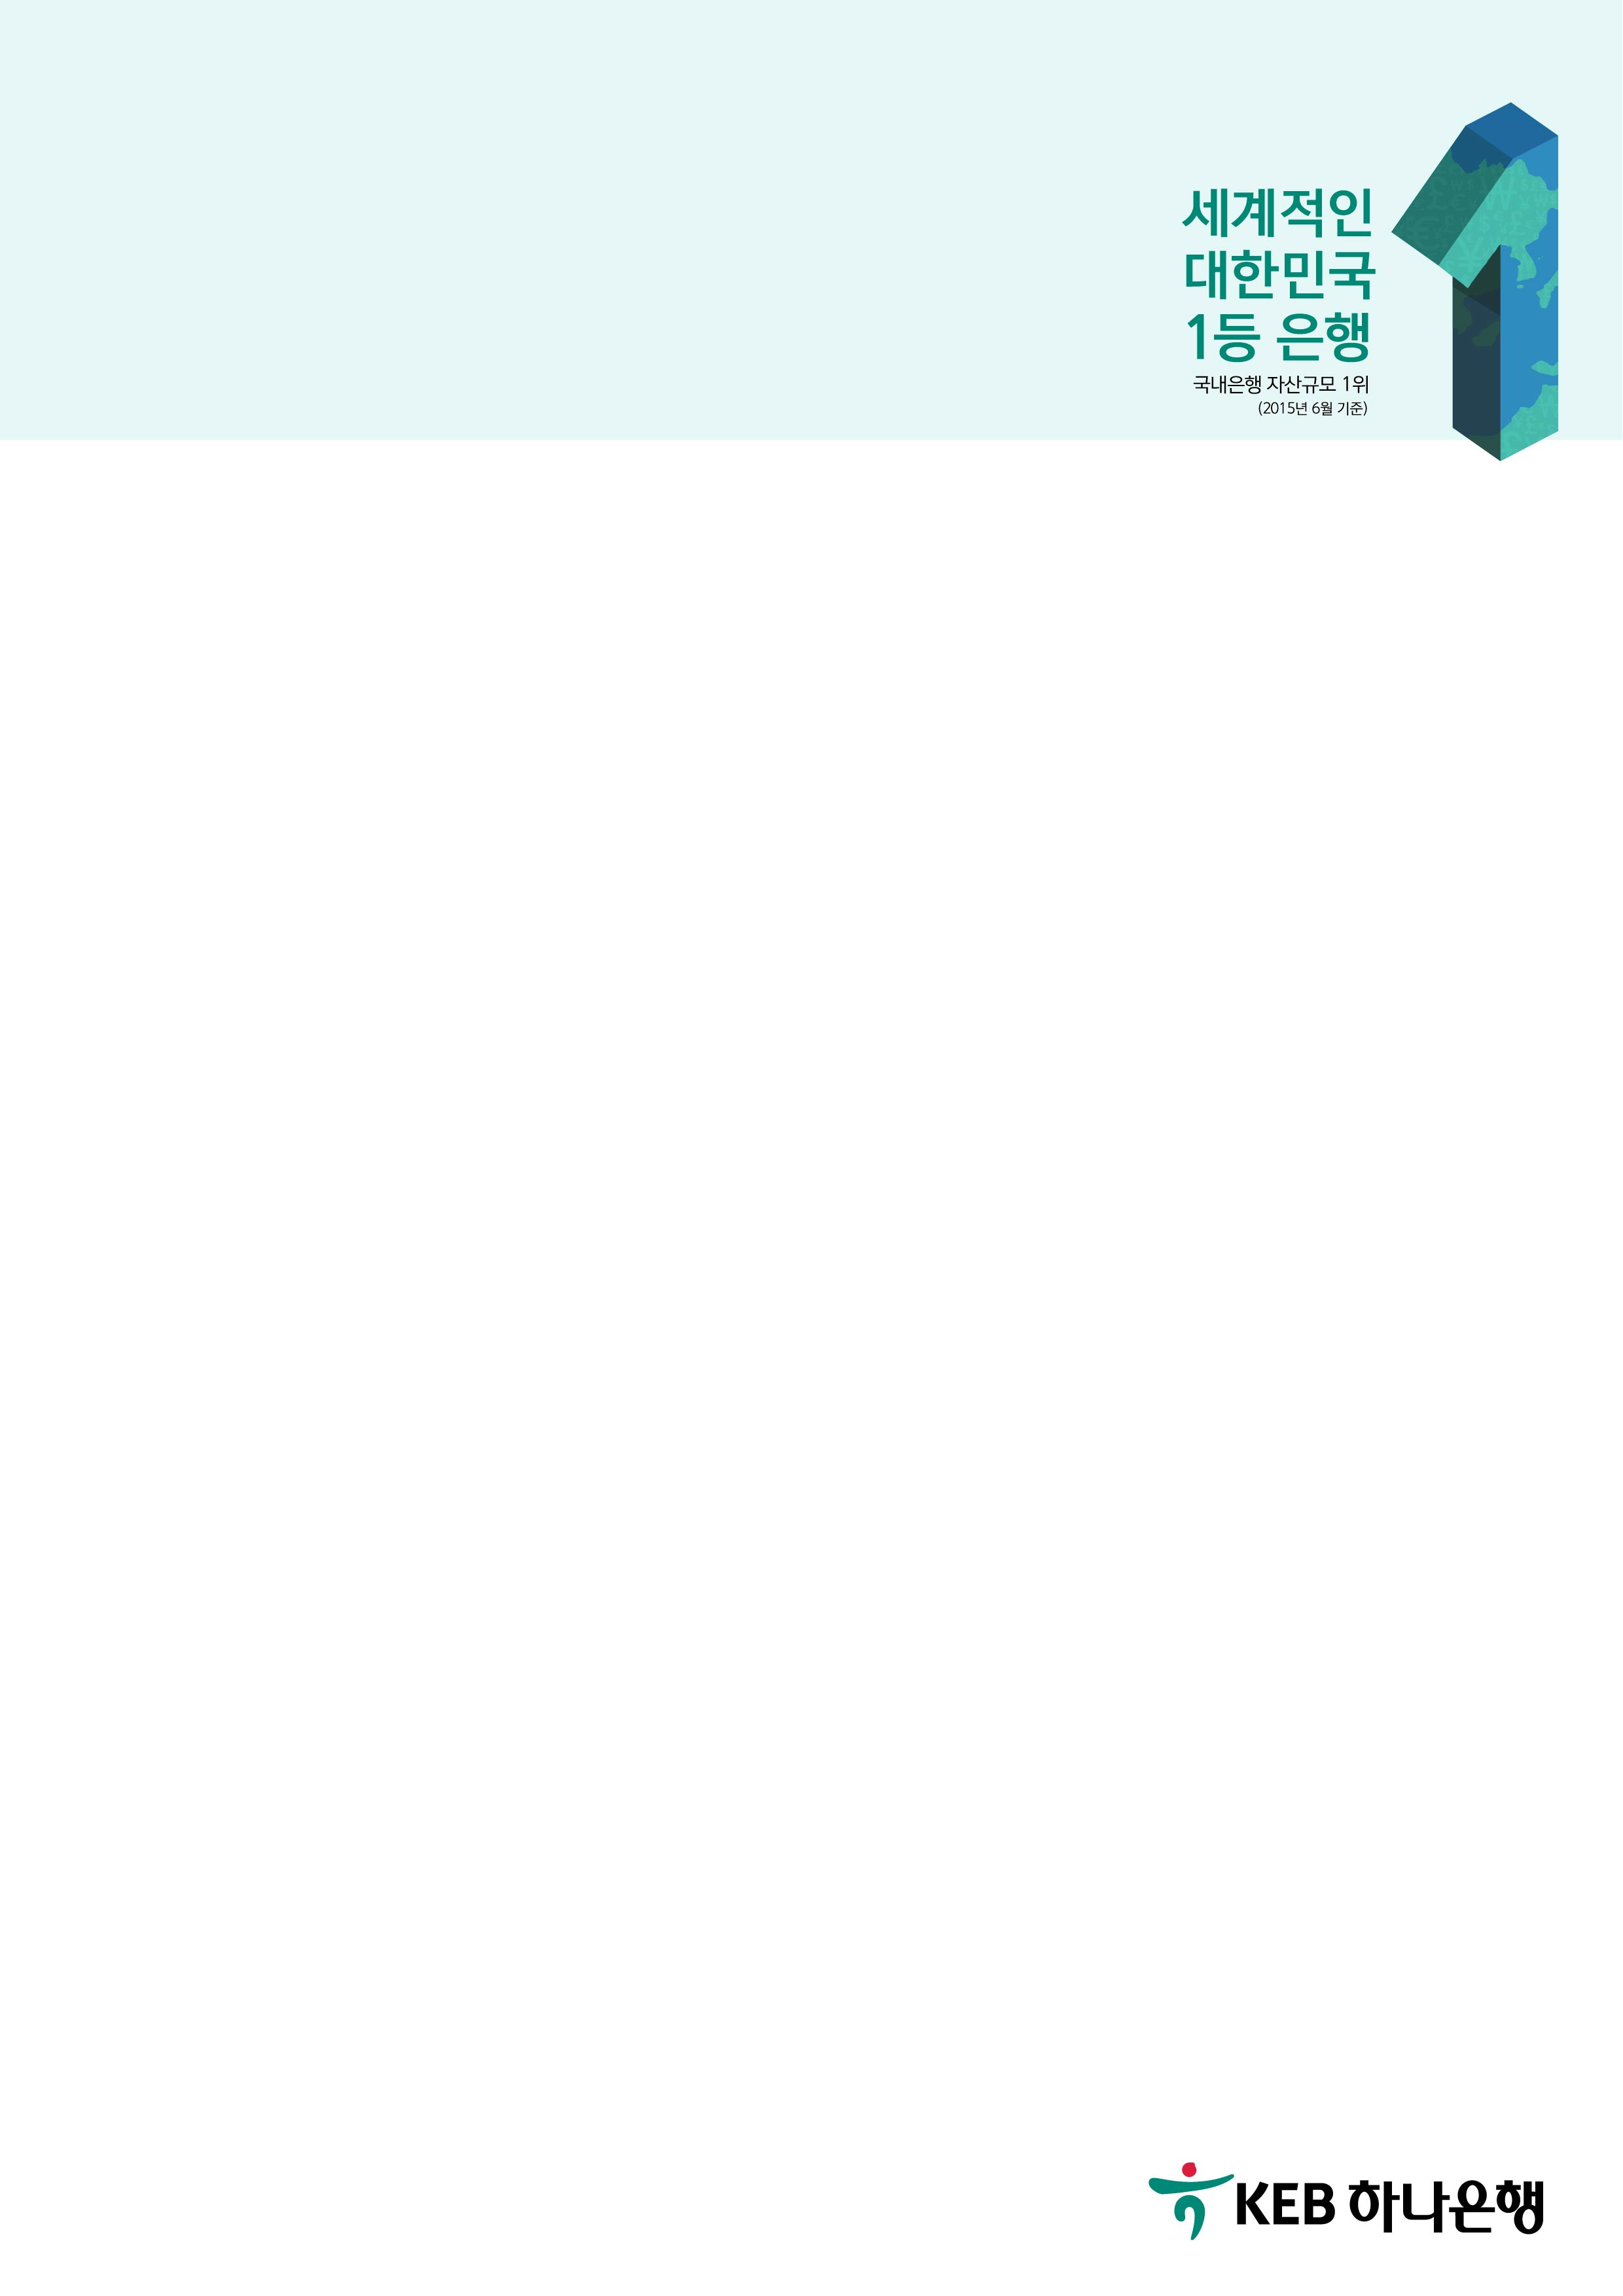 세계적인
대한민국
1등 은행
국내은행 자산규모 1위
(2015년 6월 기준)
KEB 하나은행